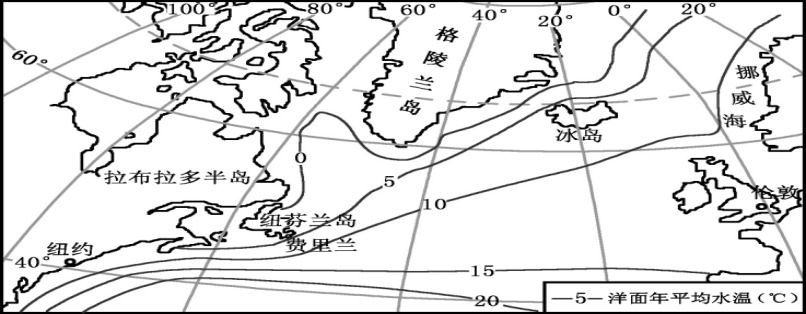 100° 80° 60° 40° 20° 0° 20°
60°
格陵兰岛
挪威海
冰岛
0
拉布拉多半岛
5
伦敦
10
纽芬兰岛
费里兰
纽约
40°
15
20
—5—洋面年平均水温(℃)